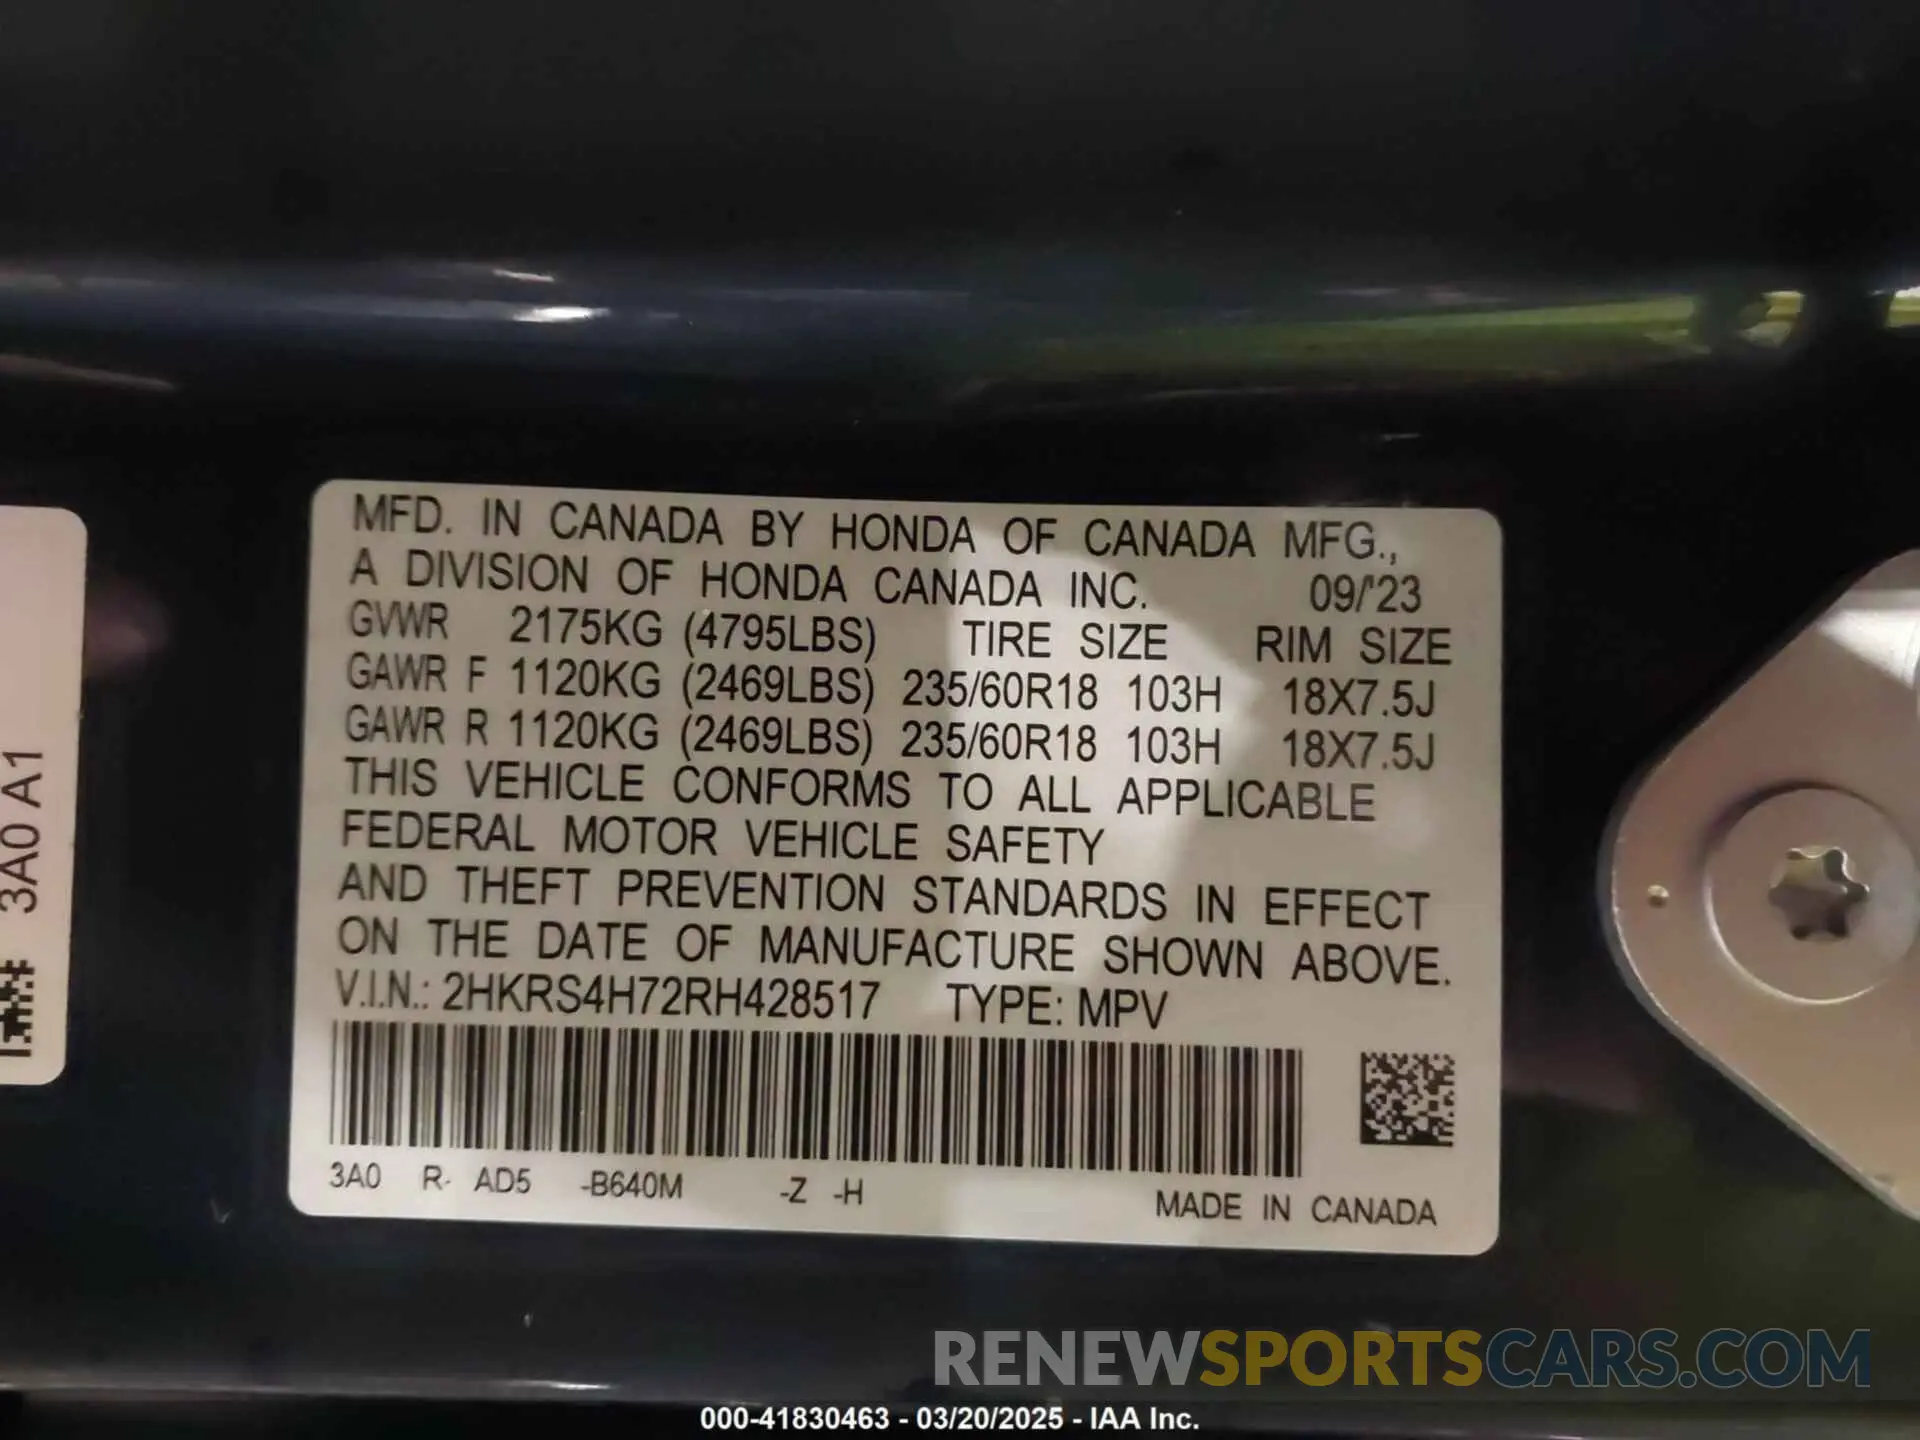 MFD. IN CANADA BY HONDA OF CANADA MFG.,
A DIVISION OF HONDA CANADA INC. 09/'23
GVWR 2175KG (4795LBS) TIRE SIZE RIM SIZE
GAWR F 1120KG (2469LBS) 235/60R18 103H 18X7.5J
GAWR R 1120KG (2469LBS) 235/60R18 103H 18X7.5J
THIS VEHICLE CONFORMS TO ALL APPLICABLE
FEDERAL MOTOR VEHICLE SAFETY
AND THEFT PREVENTION STANDARDS IN EFFECT
ON THE DATE OF MANUFACTURE SHOWN ABOVE.
V.I.N.: 2HKRS4H72RH428517 TYPE: MPV
3A0 R- AD5 -B640M -Z -H
MADE IN CANADA
3A0 A1
RENEWSPORTSCARS.COM
000-41830463 - 03/20/2025 - IAA Inc.